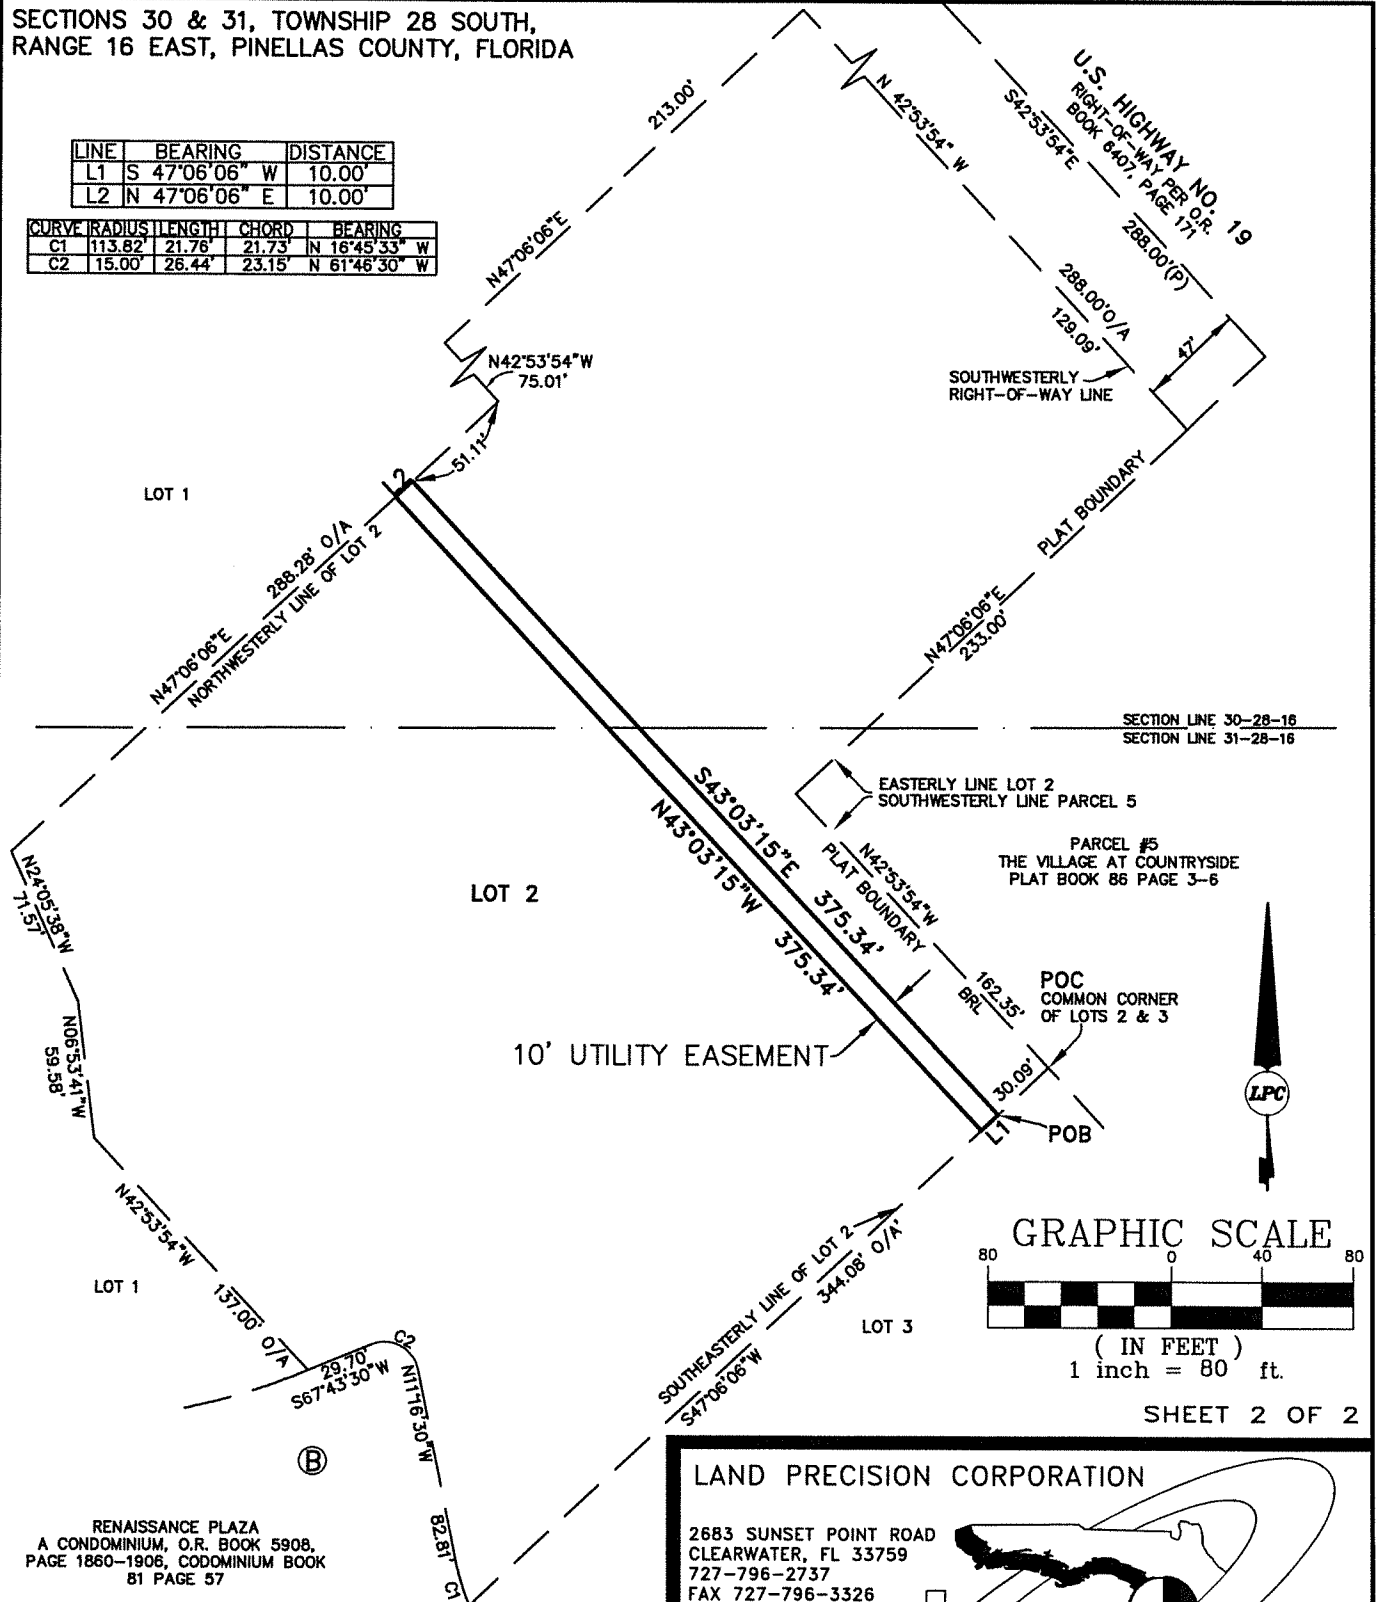 SECTIONS 30 & 31, TOWNSHIP 28 SOUTH,
RANGE 16 EAST, PINELLAS COUNTY, FLORIDA
LINE BEARING DISTANCE
L1 S 47°06'06" W 10.00'
L2 N 47°06'06" E 10.00'
CURVE RADIUS LENGTH CHORD BEARING
C1 113.82' 21.76' 21.73' N 16°45'33" W
C2 15.00' 26.44' 23.15' N 61°46'30" W
213.00'
N47°06'06"E
N 42°53'54" W
S42°53'54"E
U.S. HIGHWAY NO. 19
RIGHT-OF-WAY PER O.R.
BOOK 6407, PAGE 171
288.00'(P)
288.00'O/A
129.09'
47'
SOUTHWESTERLY
RIGHT-OF-WAY LINE
N42°53'54"W
75.01'
51.11'
2
LOT 1
288.28' O/A
N47°06'06"E
NORTHWESTERLY LINE OF LOT 2
PLAT BOUNDARY
N47°06'06"E
233.00'
SECTION LINE 30-28-16
SECTION LINE 31-28-16
EASTERLY LINE LOT 2
SOUTHWESTERLY LINE PARCEL 5
PARCEL #5
THE VILLAGE AT COUNTRYSIDE
PLAT BOOK 86 PAGE 3-6
S43°03'15"E 375.34'
N43°03'15"W 375.34'
N42°53'54"W 162.35'
PLAT BOUNDARY
BRL
LOT 2
N24°05'38"W
71.57'
N06°53'41"W
59.58'
POC
COMMON CORNER
OF LOTS 2 & 3
10' UTILITY EASEMENT
30.09'
POB
L1
LPC
N42°53'54"W
137.00' O/A
LOT 1
SOUTHEASTERLY LINE OF LOT 2
344.08' O/A'
S47°06'06"W
LOT 3
GRAPHIC SCALE
80 0 40 80
( IN FEET )
1 inch = 80 ft.
SHEET 2 OF 2
C2
29.70'
S67°43'30"W
N11°16'30"W
82.81'
C1
B
RENAISSANCE PLAZA
A CONDOMINIUM, O.R. BOOK 5908,
PAGE 1860-1906, CODOMINIUM BOOK
81 PAGE 57
LAND PRECISION CORPORATION
2683 SUNSET POINT ROAD
CLEARWATER, FL 33759
727-796-2737
FAX 727-796-3326